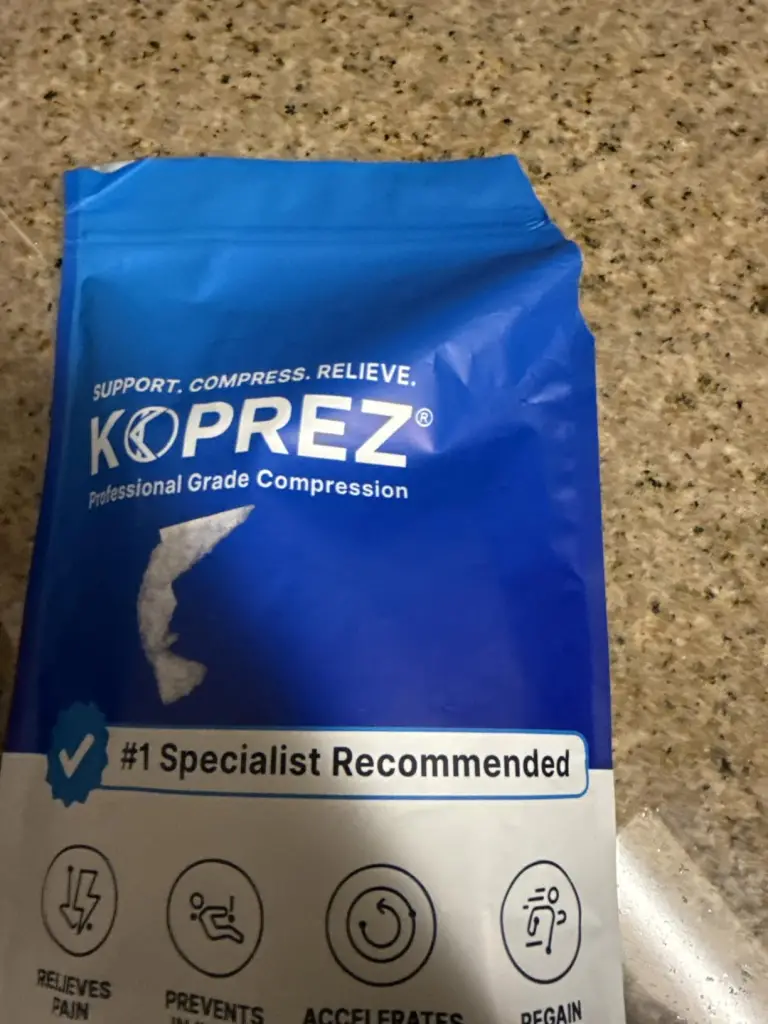 SUPPORT. COMPRESS. RELIEVE.
KOPREZ®
Professional Grade Compression
#1 Specialist Recommended
RELIEVES
PAIN
PREVENTS
ACCELERATES
REGAIN